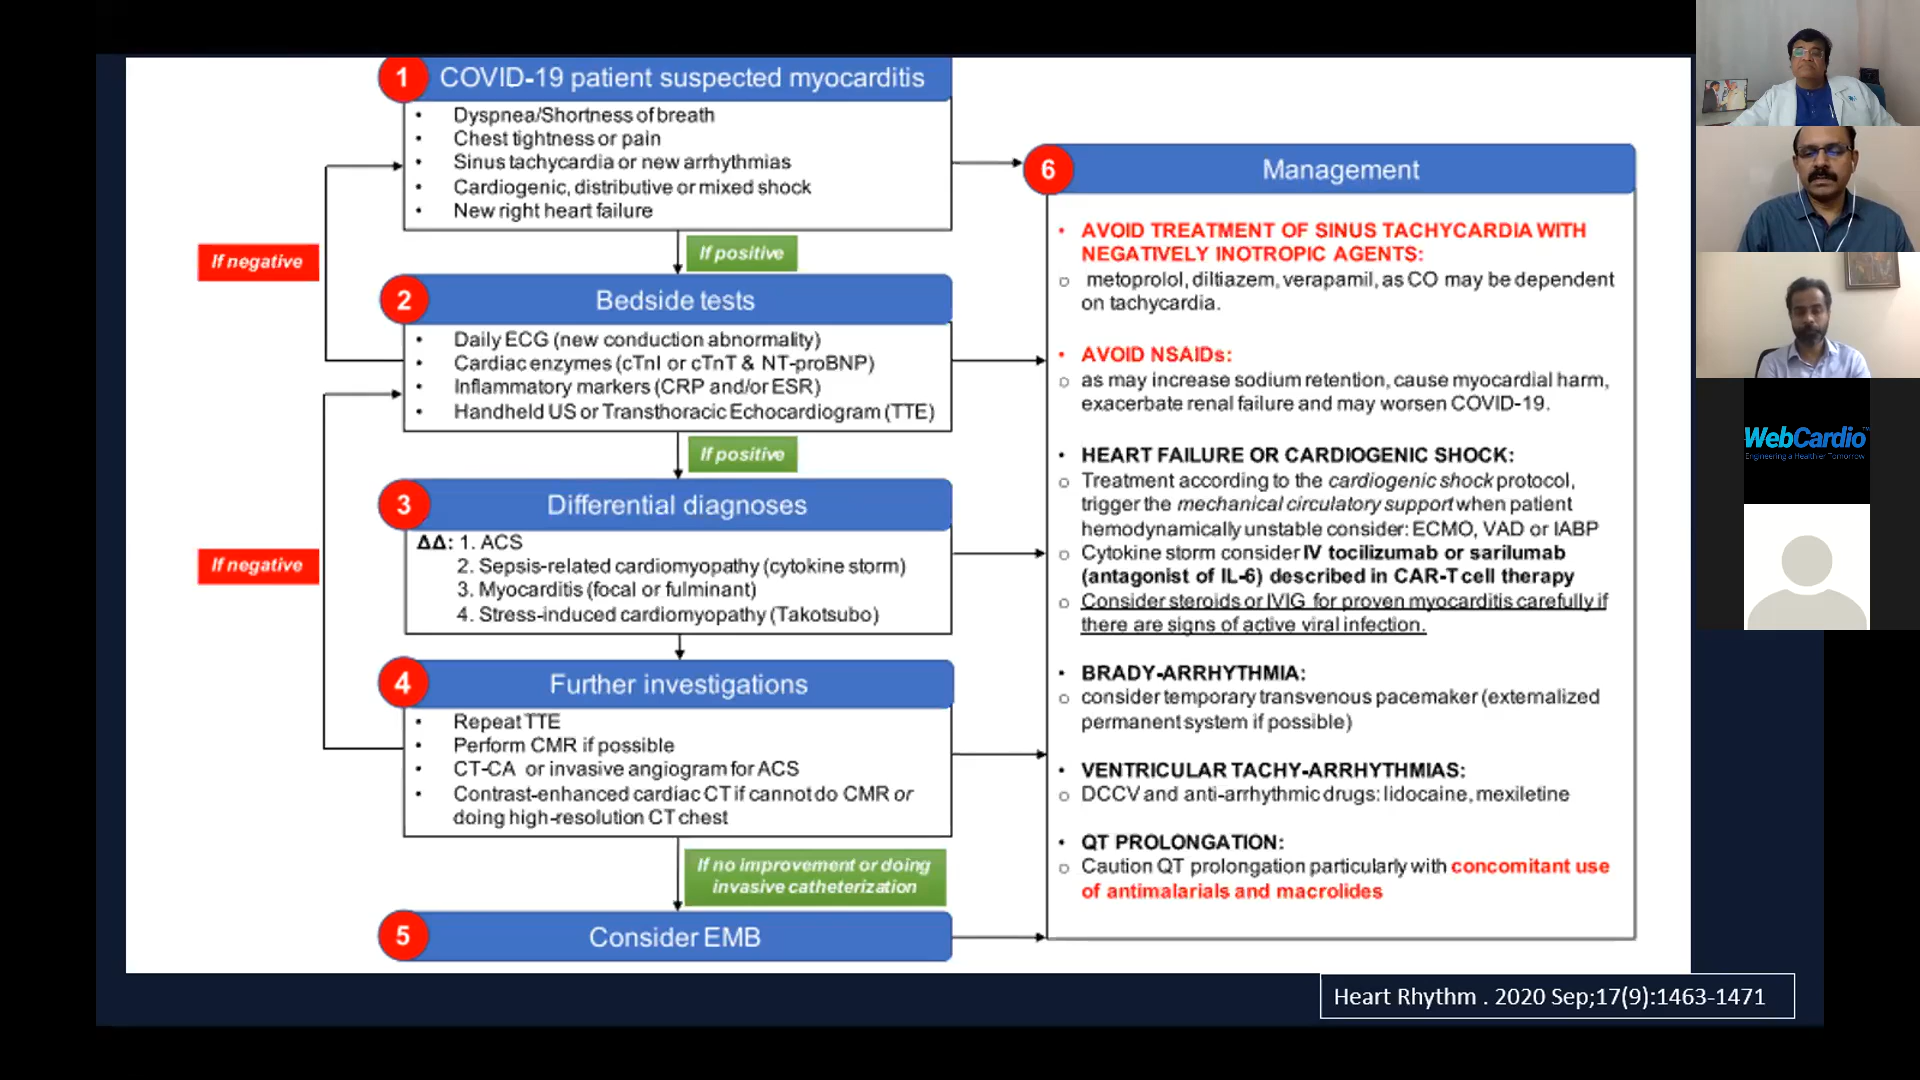 1 COVID-19 patient suspected myocarditis
• Dyspnea/Shortness of breath
• Chest tightness or pain
• Sinus tachycardia or new arrhythmias
• Cardiogenic, distributive or mixed shock
• New right heart failure
If negative
If positive
2 Bedside tests
• Daily ECG (new conduction abnormality)
• Cardiac enzymes (cTnI or cTnT & NT-proBNP)
• Inflammatory markers (CRP and/or ESR)
• Handheld US or Transthoracic Echocardiogram (TTE)
If positive
3 Differential diagnoses
ΔΔ: 1. ACS
2. Sepsis-related cardiomyopathy (cytokine storm)
3. Myocarditis (focal or fulminant)
4. Stress-induced cardiomyopathy (Takotsubo)
If negative
4 Further investigations
• Repeat TTE
• Perform CMR if possible
• CT-CA or invasive angiogram for ACS
• Contrast-enhanced cardiac CT if cannot do CMR or
doing high-resolution CT chest
If no improvement or doing
invasive catheterization
5 Consider EMB
6 Management
• AVOID TREATMENT OF SINUS TACHYCARDIA WITH
NEGATIVELY INOTROPIC AGENTS:
o metoprolol, diltiazem, verapamil, as CO may be dependent
on tachycardia.
• AVOID NSAIDs:
o as may increase sodium retention, cause myocardial harm,
exacerbate renal failure and may worsen COVID-19.
• HEART FAILURE OR CARDIOGENIC SHOCK:
o Treatment according to the cardiogenic shock protocol,
trigger the mechanical circulatory support when patient
hemodynamically unstable consider: ECMO, VAD or IABP
o Cytokine storm consider IV tocilizumab or sarilumab
(antagonist of IL-6) described in CAR-T cell therapy
o Consider steroids or IVIG for proven myocarditis carefully if
there are signs of active viral infection.
• BRADY-ARRHYTHMIA:
o consider temporary transvenous pacemaker (externalized
permanent system if possible)
• VENTRICULAR TACHY-ARRHYTHMIAS:
o DCCV and anti-arrhythmic drugs: lidocaine, mexiletine
• QT PROLONGATION:
o Caution QT prolongation particularly with concomitant use
of antimalarials and macrolides
Heart Rhythm . 2020 Sep;17(9):1463-1471
WebCardio™
Engineering a Healthier Tomorrow